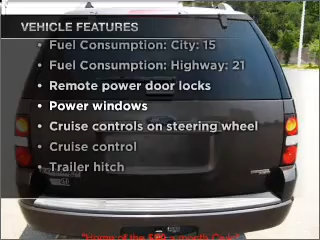 VEHICLE FEATURES
• Fuel Consumption: City: 15
• Fuel Consumption: Highway: 21
• Remote power door locks
• Power windows
• Cruise controls on steering wheel
• Cruise control
• Trailer hitch